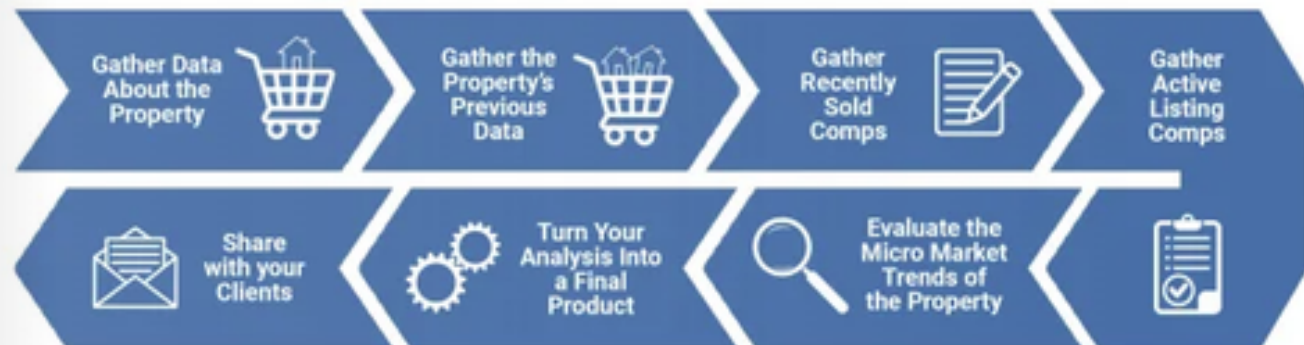 Gather Data
About the
Property
Gather the
Property's
Previous
Data
Gather
Recently
Sold
Comps
Gather
Active
Listing
Comps
Evaluate the
Micro Market
Trends of
the Property
Turn Your
Analysis Into
a Final
Product
Share
with your
Clients